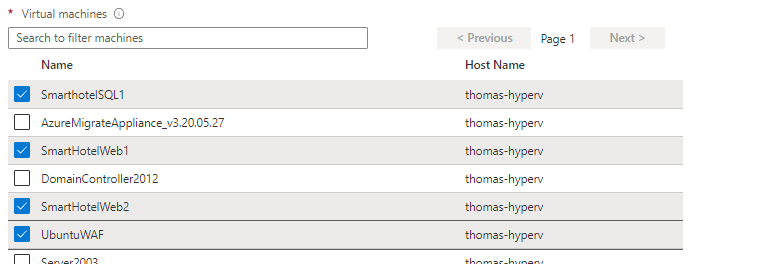 * Virtual machines
Search to filter machines
< Previous Page 1 Next >
Name Host Name
SmarthotelSQL1 thomas-hyperv
AzureMigrateAppliance_v3.20.05.27 thomas-hyperv
SmartHotelWeb1 thomas-hyperv
DomainController2012 thomas-hyperv
SmartHotelWeb2 thomas-hyperv
UbuntuWAF thomas-hyperv
Server2003 thomas-hyperv